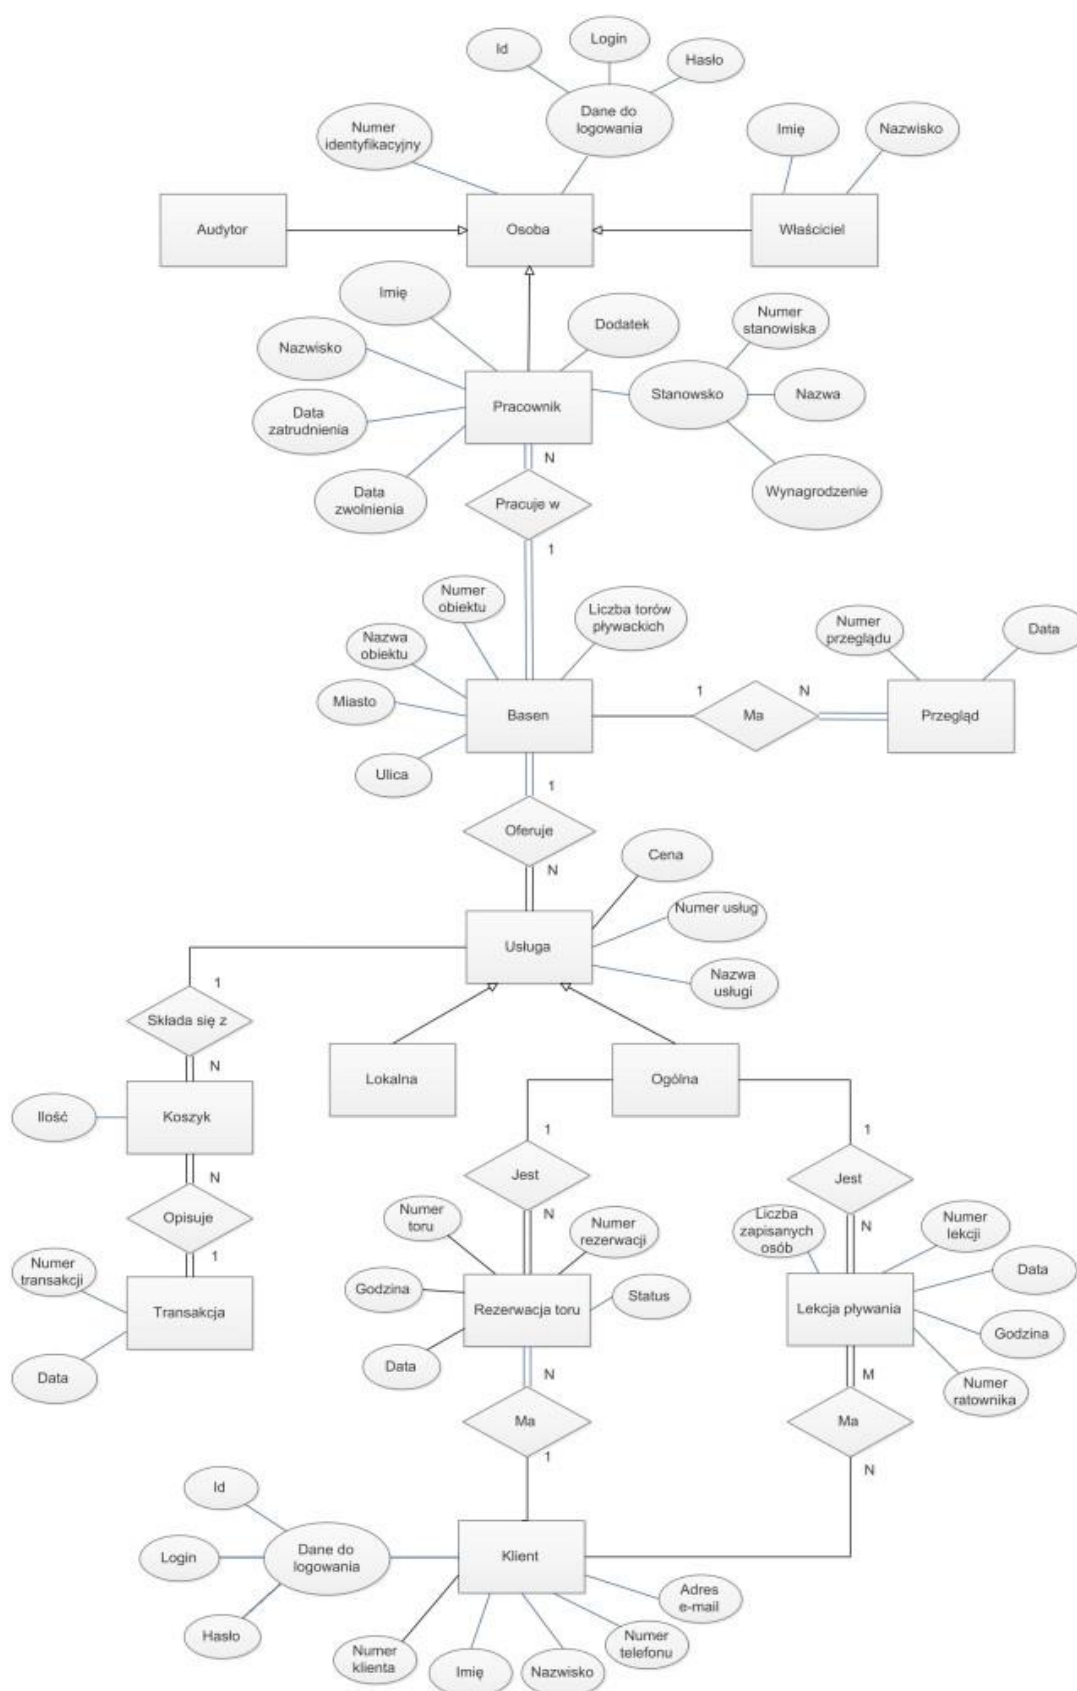 Login
Id
Hasło
Dane do
logowania
Numer
identyfikacyjny
Imię
Nazwisko
Audytor
Osoba
Właściciel
Imię
Dodatek
Numer
stanowiska
Nazwisko
Stanowsko
Nazwa
Pracownik
Data
zatrudnienia
N
Data
zwolnienia
Wynagrodzenie
Pracuje w
1
Numer
obiektu
Liczba torów
pływackich
Nazwa
obiektu
Numer
przeglądu
Data
Miasto
Basen
1
Ma
N
Przegląd
Ulica
1
Oferuje
N
Cena
Numer usług
Usługa
Nazwa
usługi
1
Składa się z
N
Lokalna
Ogólna
Ilość
Koszyk
1
1
Jest
Jest
N
Opisuje
1
Numer
toru
N
Numer
rezerwacji
Liczba
zapisanych
osób
N
Numer
lekcji
Numer
transakcji
Transakcja
Godzina
Rezerwacja toru
Status
Lekcja pływania
Data
Godzina
Data
Data
N
M
Numer
ratownika
Ma
Ma
1
N
Id
Login
Dane do
logowania
Klient
Hasło
Adres
e-mail
Numer
klienta
Imię
Nazwisko
Numer
telefonu